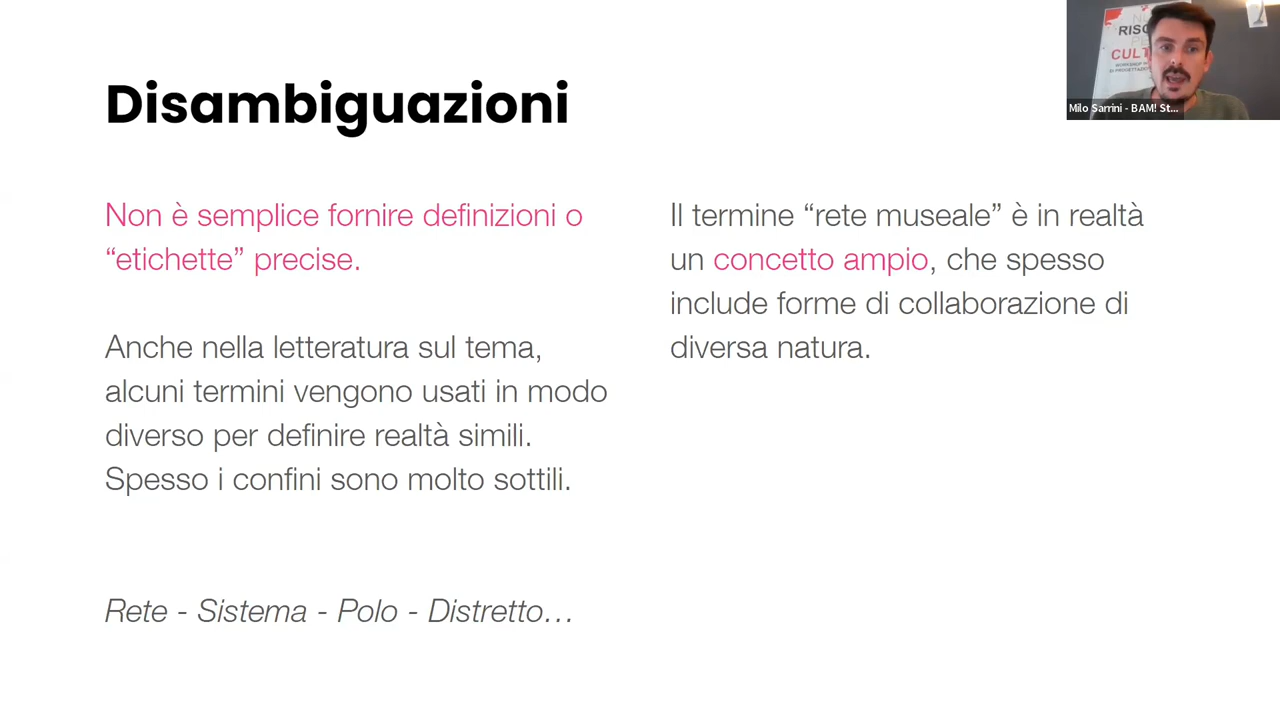 Disambiguazioni
Non è semplice fornire definizioni o
“etichette” precise.
Anche nella letteratura sul tema,
alcuni termini vengono usati in modo
diverso per definire realtà simili.
Spesso i confini sono molto sottili.
Rete - Sistema - Polo - Distretto…
Il termine “rete museale” è in realtà
un concetto ampio, che spesso
include forme di collaborazione di
diversa natura.
Milo Sarrini - BAM! St...